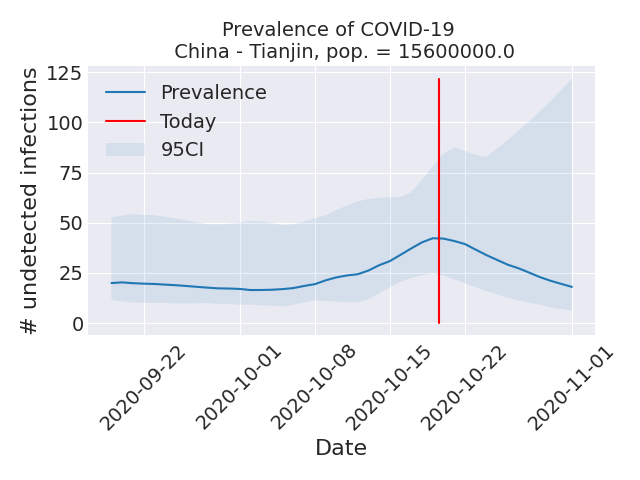 Prevalence of COVID-19
China - Tianjin, pop. = 15600000.0
# undetected infections
125
100
75
50
25
0
Prevalence
Today
95CI
2020-09-22
2020-10-01
2020-10-08
2020-10-15
2020-10-22
2020-11-01
Date